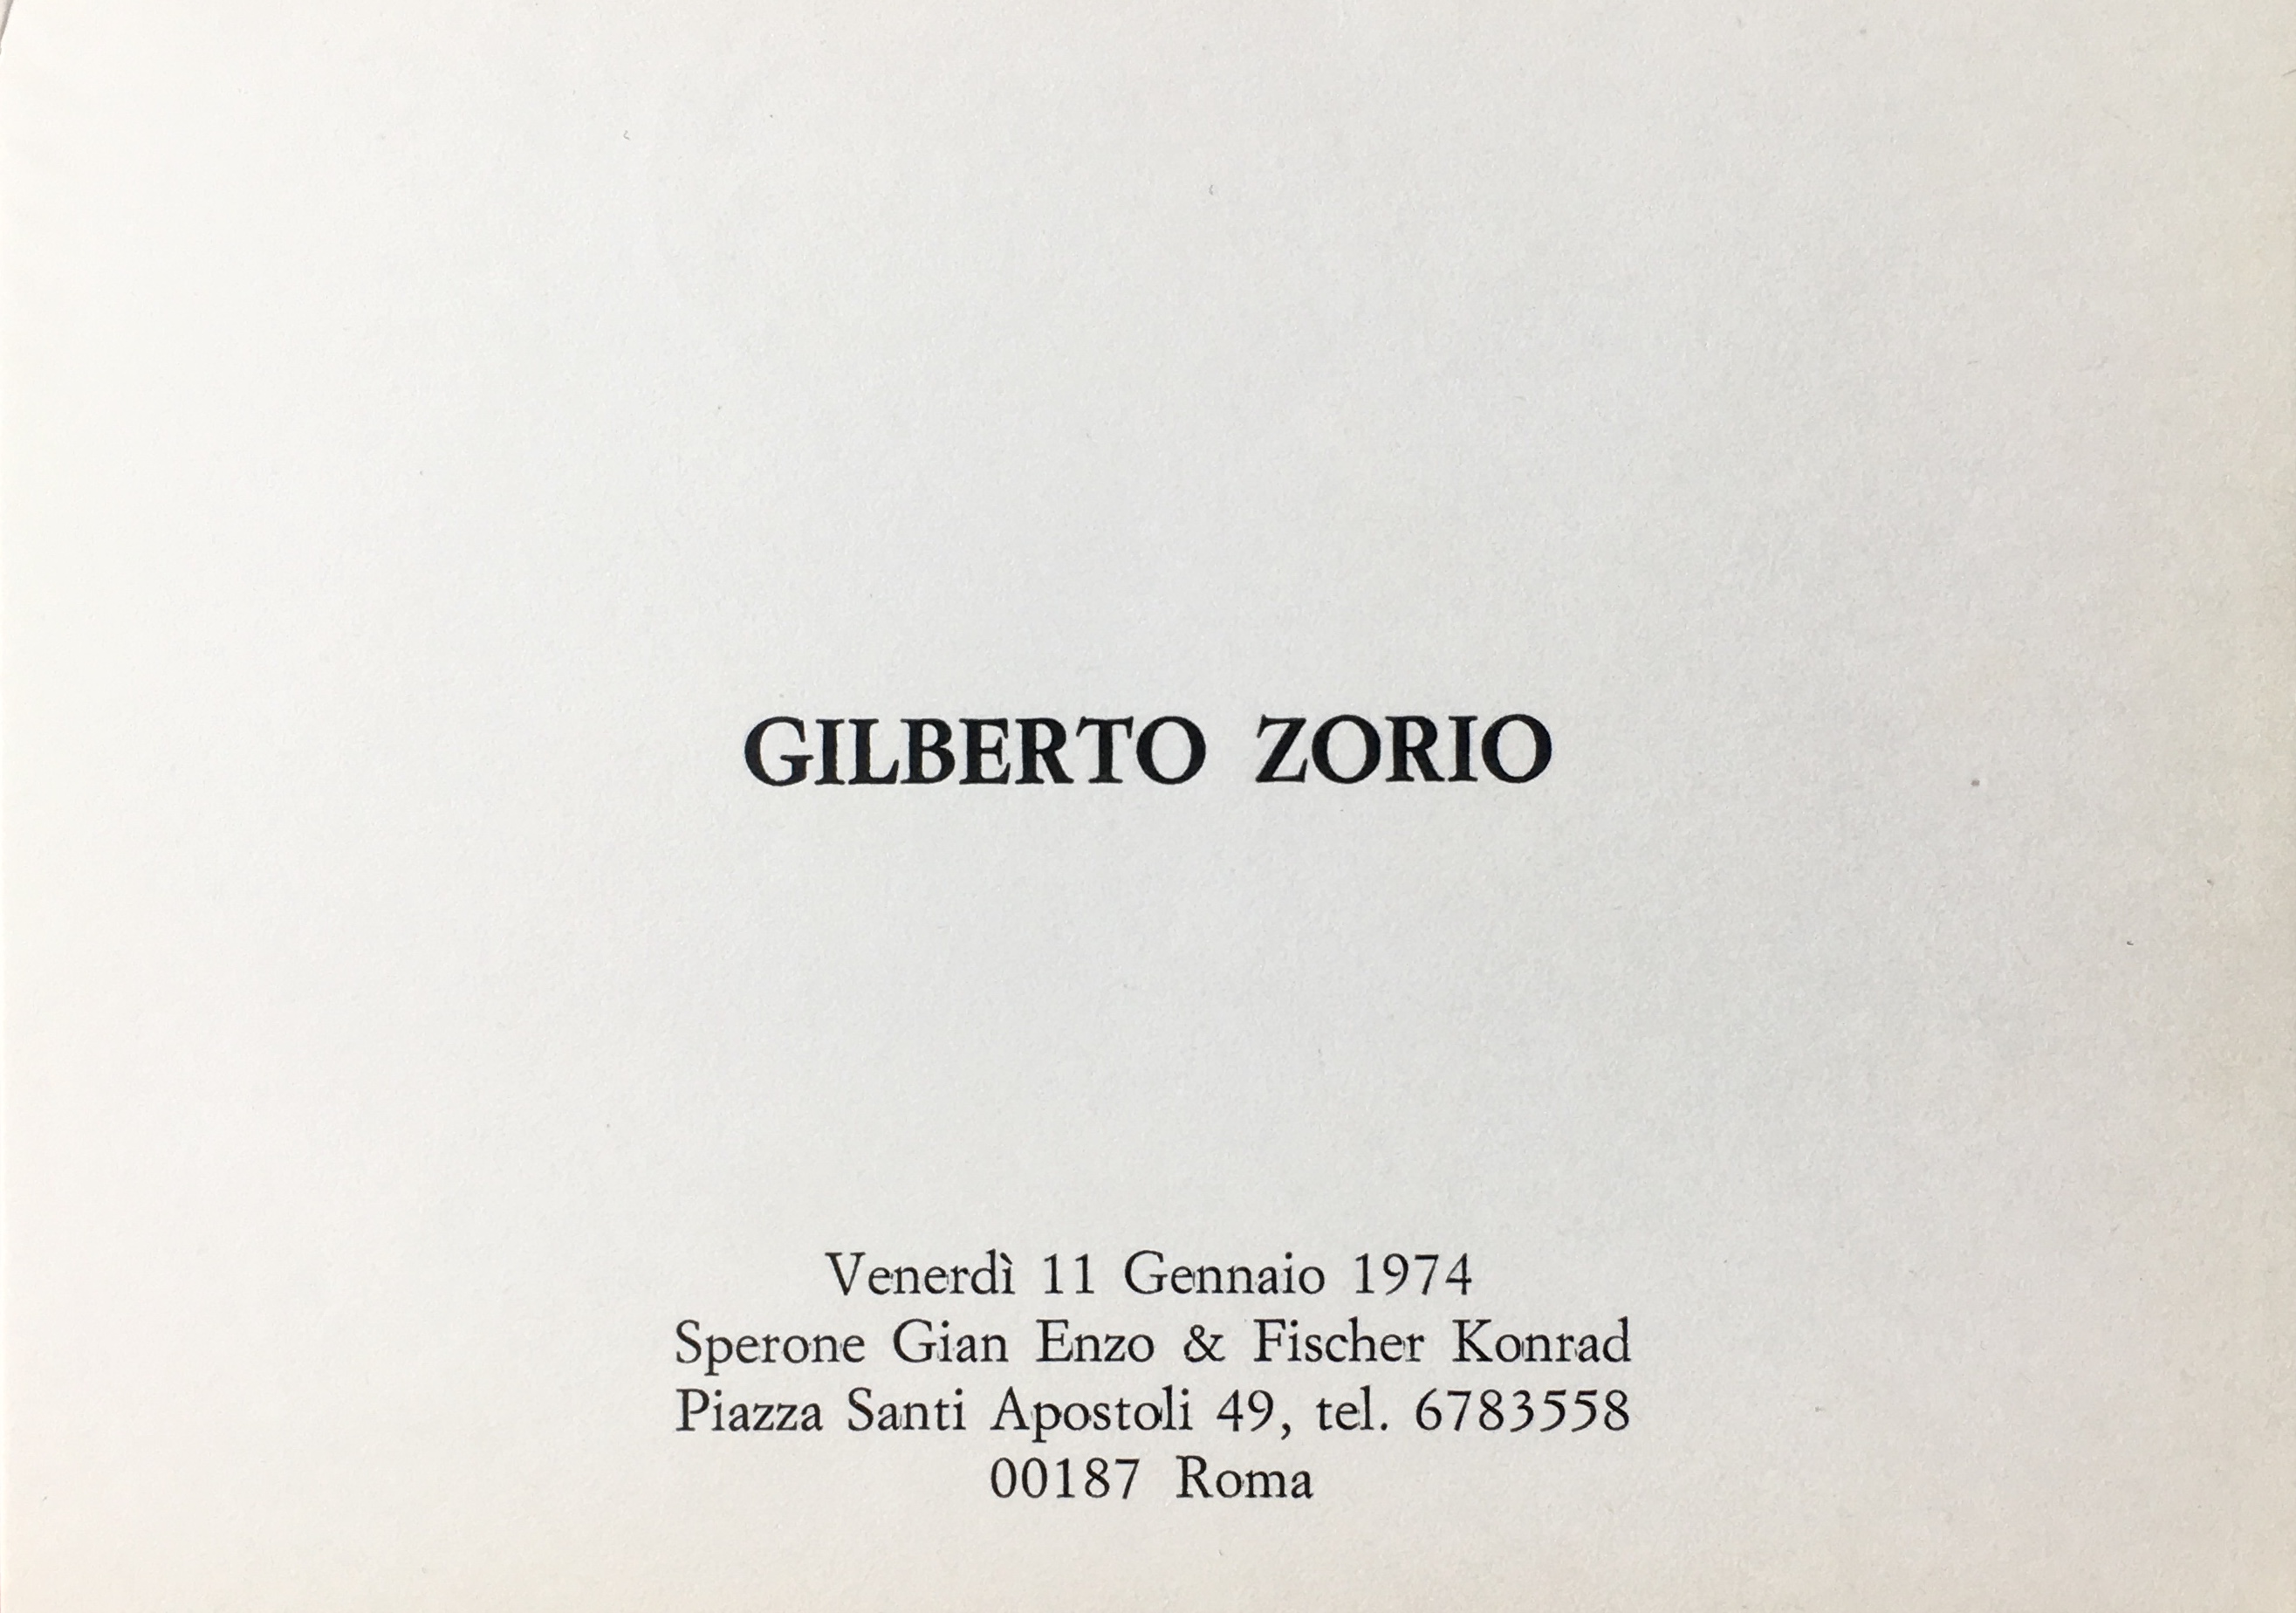 GILBERTO ZORIO
Venerdì 11 Gennaio 1974
Sperone Gian Enzo & Fischer Konrad
Piazza Santi Apostoli 49, tel. 6783558
00187 Roma